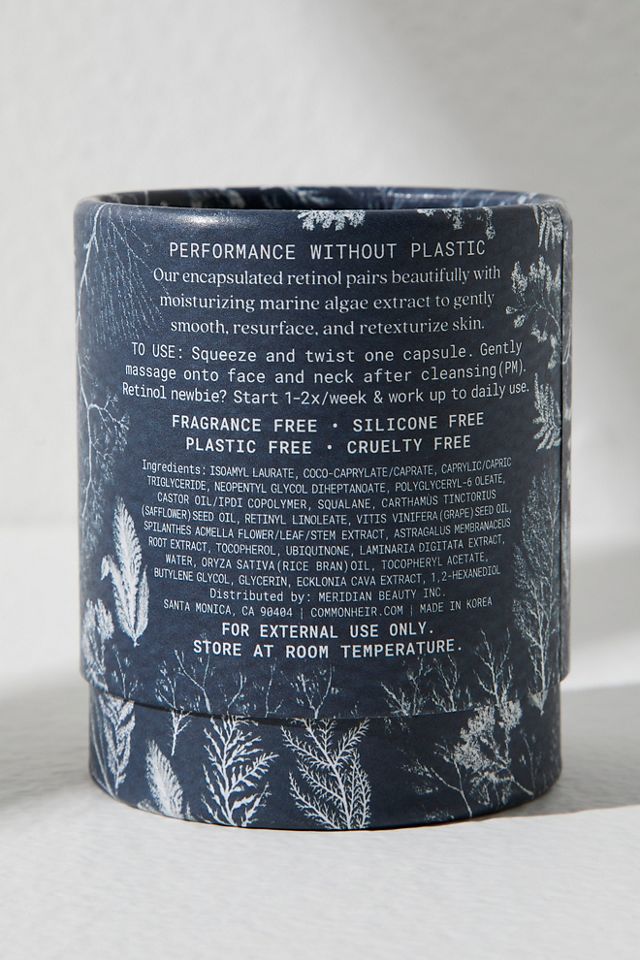 PERFORMANCE WITHOUT PLASTIC
Our encapsulated retinol pairs beautifully with
moisturizing marine algae extract to gently
smooth, resurface, and retexturize skin.
TO USE: Squeeze and twist one capsule. Gently
massage onto face and neck after cleansing(PM).
Retinol newbie? Start 1-2x/week & work up to daily use.
FRAGRANCE FREE • SILICONE FREE
PLASTIC FREE • CRUELTY FREE
Ingredients: ISOAMYL LAURATE, COCO-CAPRYLATE/CAPRATE, CAPRYLIC/CAPRIC
TRIGLYCERIDE, NEOPENTYL GLYCOL DIHEPTANOATE, POLYGLYCERYL-6 OLEATE,
CASTOR OIL/IPDI COPOLYMER, SQUALANE, CARTHAMUS TINCTORIUS
(SAFFLOWER)SEED OIL, RETINYL LINOLEATE, VITIS VINIFERA(GRAPE)SEED OIL,
SPILANTHES ACMELLA FLOWER/LEAF/STEM EXTRACT, ASTRAGALUS MEMBRANACEUS
ROOT EXTRACT, TOCOPHEROL, UBIQUINONE, LAMINARIA DIGITATA EXTRACT,
WATER, ORYZA SATIVA(RICE BRAN)OIL, TOCOPHERYL ACETATE,
BUTYLENE GLYCOL, GLYCERIN, ECKLONIA CAVA EXTRACT, 1,2-HEXANEDIOL
Distributed by: MERIDIAN BEAUTY INC.
SANTA MONICA, CA 90404 | COMMONHEIR.COM | MADE IN KOREA
FOR EXTERNAL USE ONLY.
STORE AT ROOM TEMPERATURE.